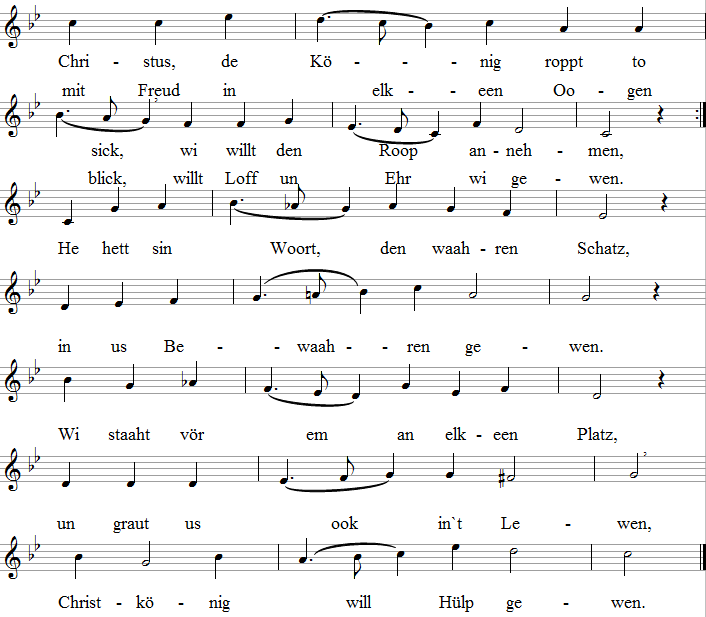 Chri - stus, de Kö - - - nig roppt to
mit Freud in elk - - een Oo - gen
sick, wi willt den Roop an - neh - men,
blick, willt Loff un Ehr wi ge - wen.
He hett sin Woort, den waah - ren Schatz,
in us Be - - waah - - ren ge - wen.
Wi staaht vör em an elk - een Platz,
un graut us ook in`t Le - wen,
Christ - kö - nig will Hülp ge - wen.